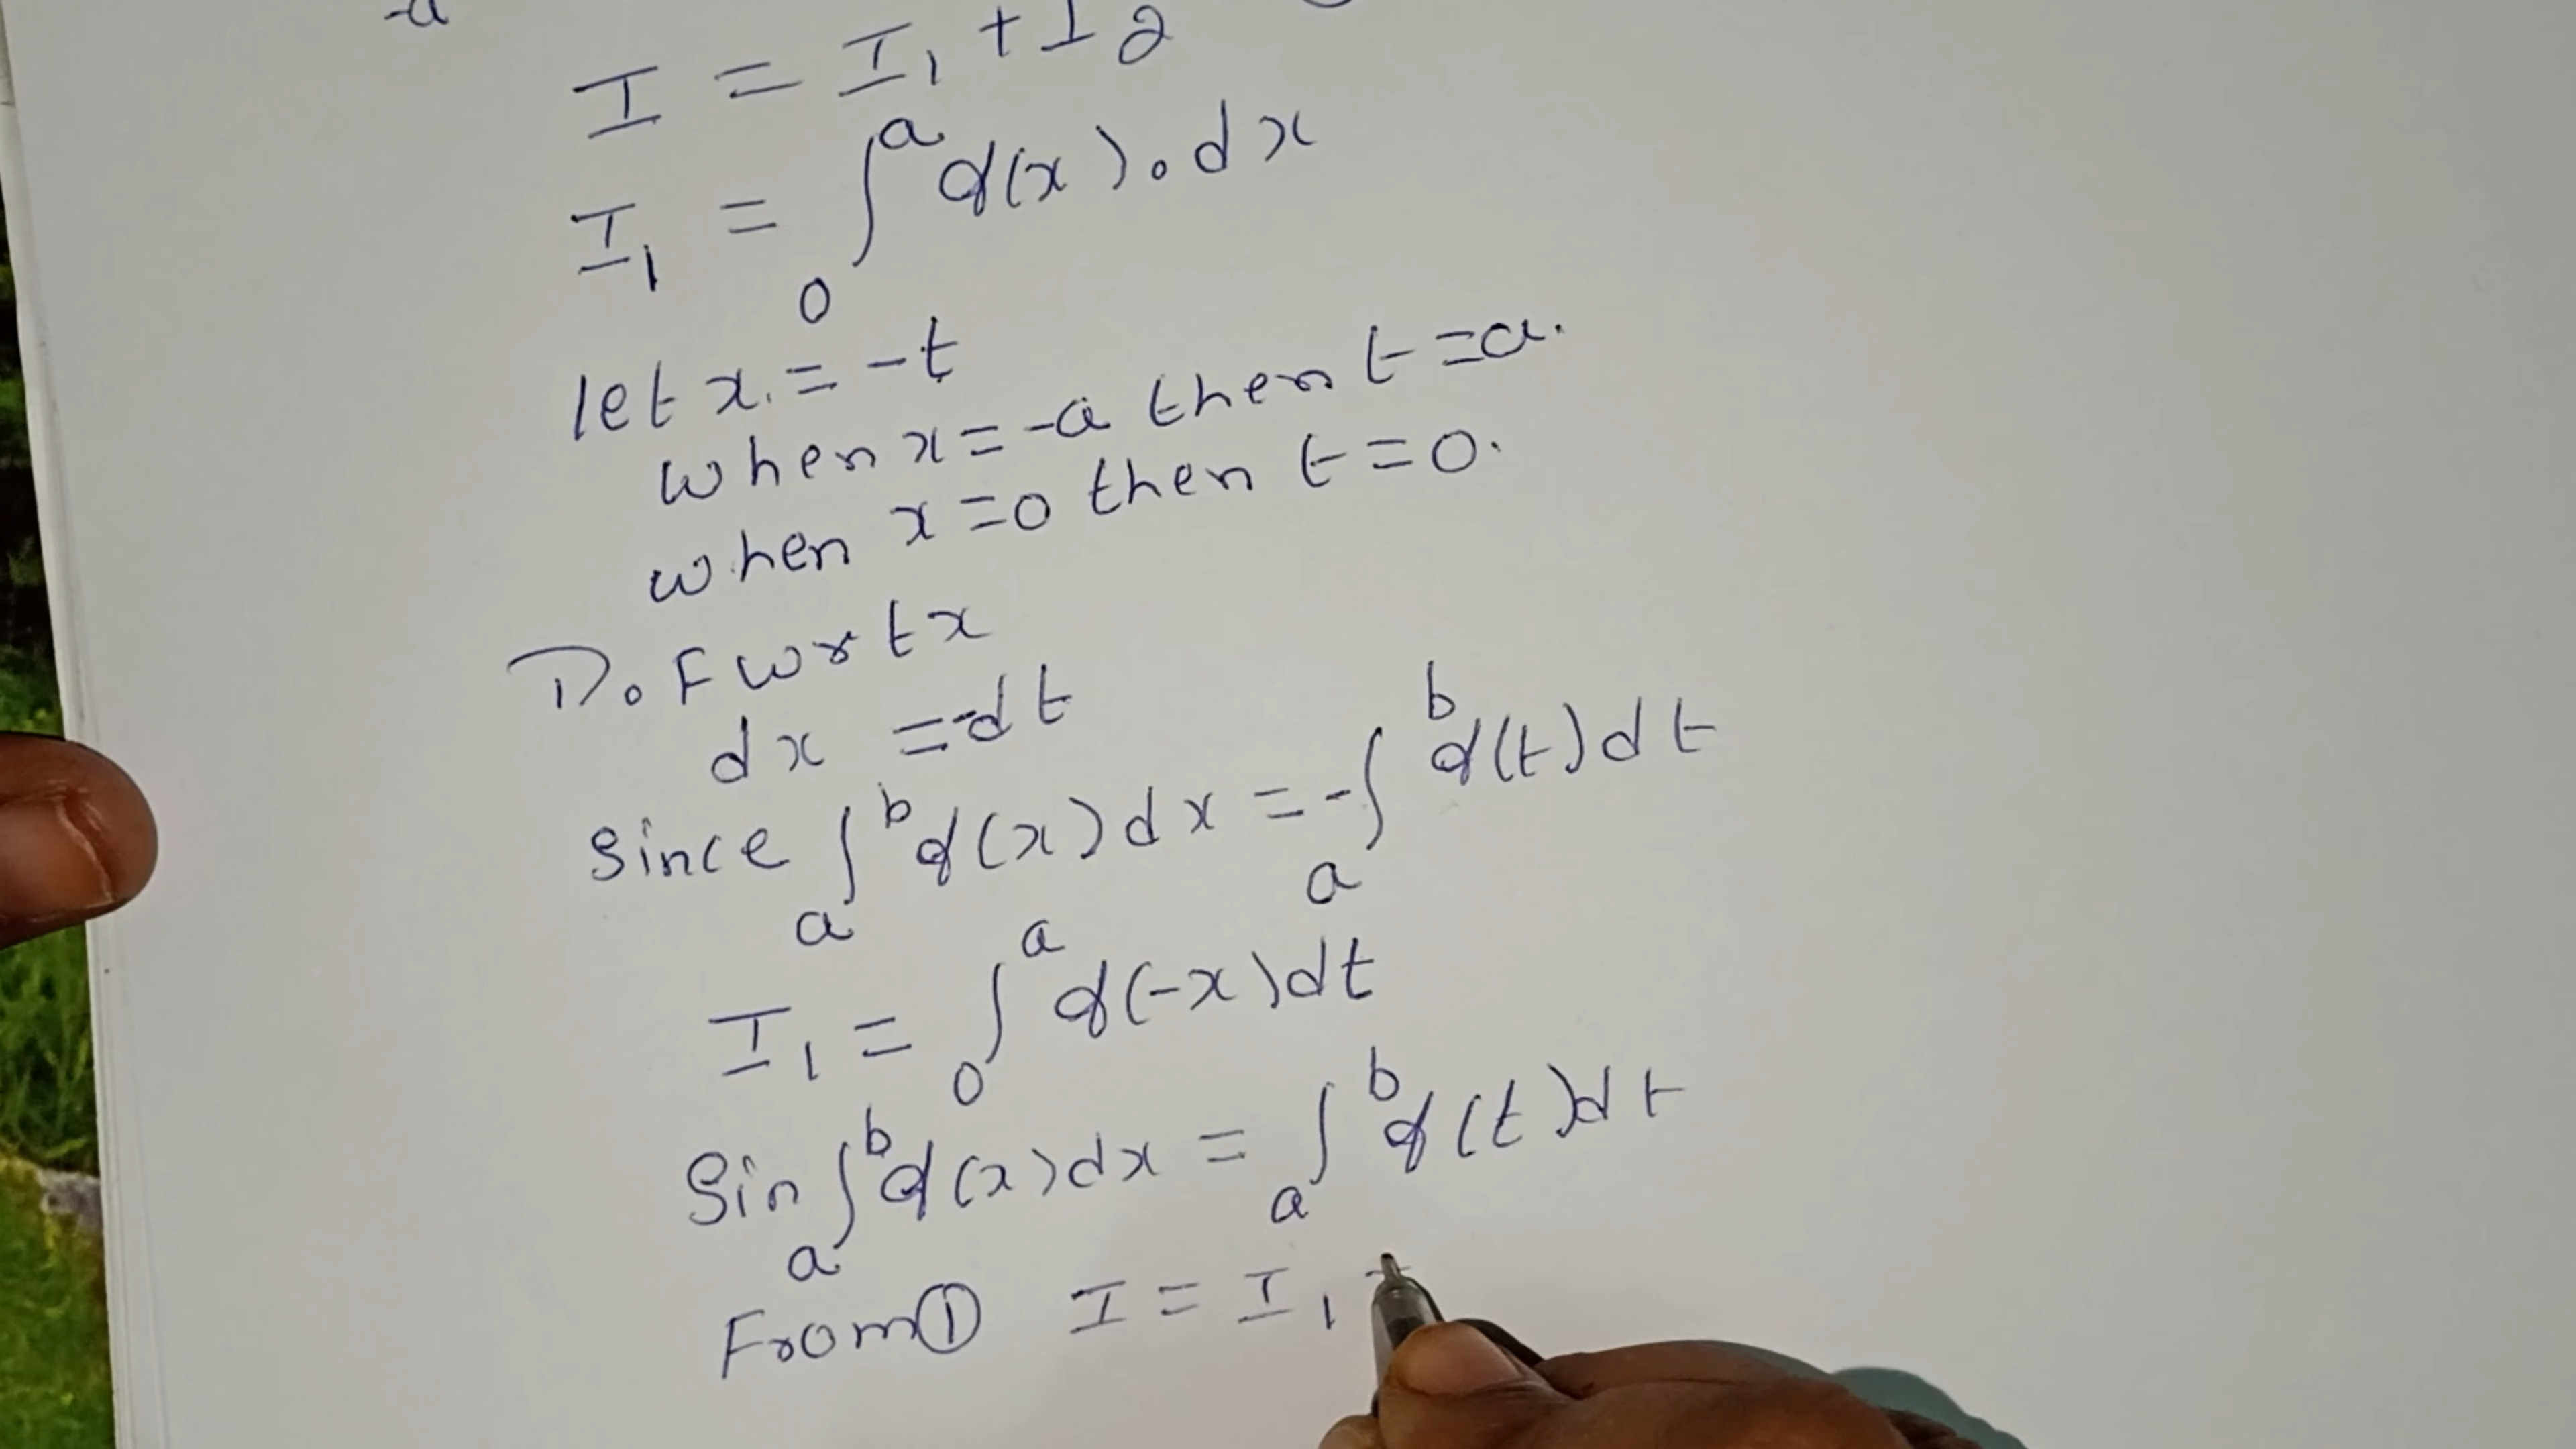 -a
I = I₁ + I₂
I₁ = ∫₀ᵃ f(x).dx
let x = -t
when x = -a then t = a.
when x = 0 then t = 0.
D.F wrt x
dx = -dt
Since ∫ₐᵇ f(x)dx = -∫ₐᵇ f(t)dt
I₁ = ∫₀ᵃ f(-x)dt
Sin ∫ₐᵇ f(x)dx = ∫ₐᵇ f(t)dt
From ① I = I₁ +